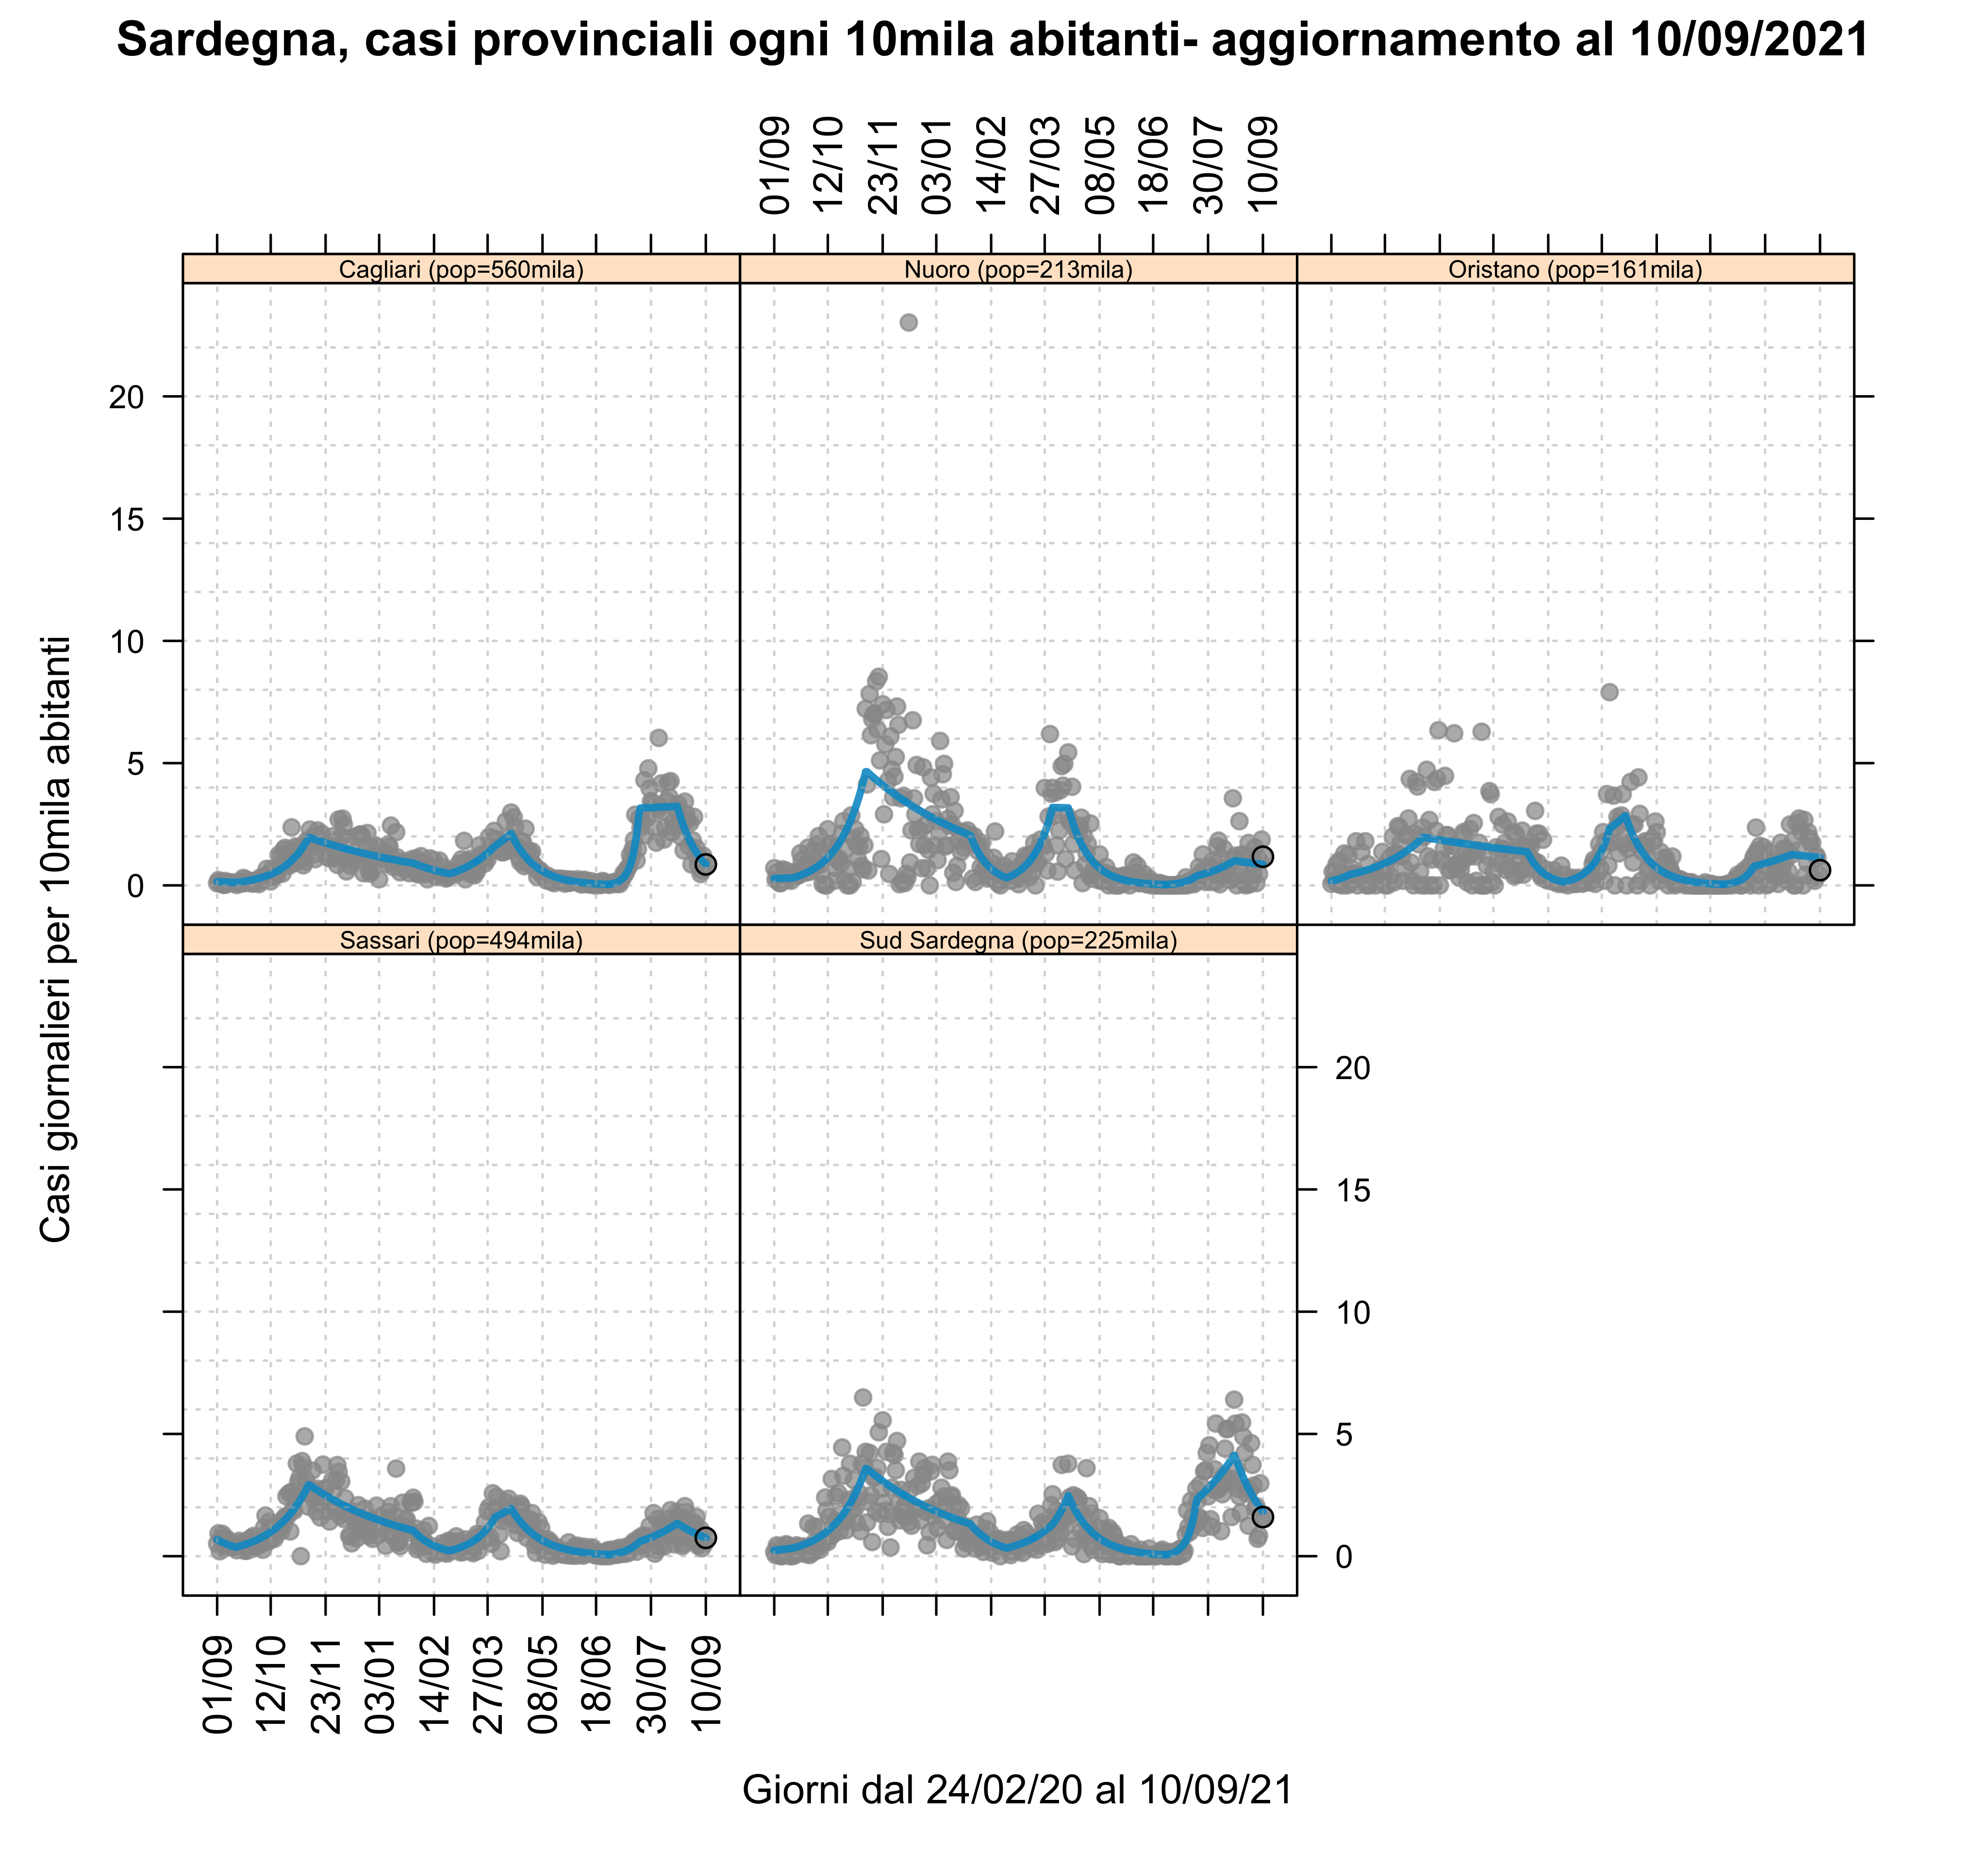 Sardegna, casi provinciali ogni 10mila abitanti- aggiornamento al 10/09/2021
01/09 12/10 23/11 03/01 14/02 27/03 08/05 18/06 30/07 10/09
Cagliari (pop=560mila) Nuoro (pop=213mila) Oristano (pop=161mila)
20
15
10
5
0
Casi giornalieri per 10mila abitanti
Sassari (pop=494mila) Sud Sardegna (pop=225mila)
20
15
10
5
0
01/09 12/10 23/11 03/01 14/02 27/03 08/05 18/06 30/07 10/09
Giorni dal 24/02/20 al 10/09/21